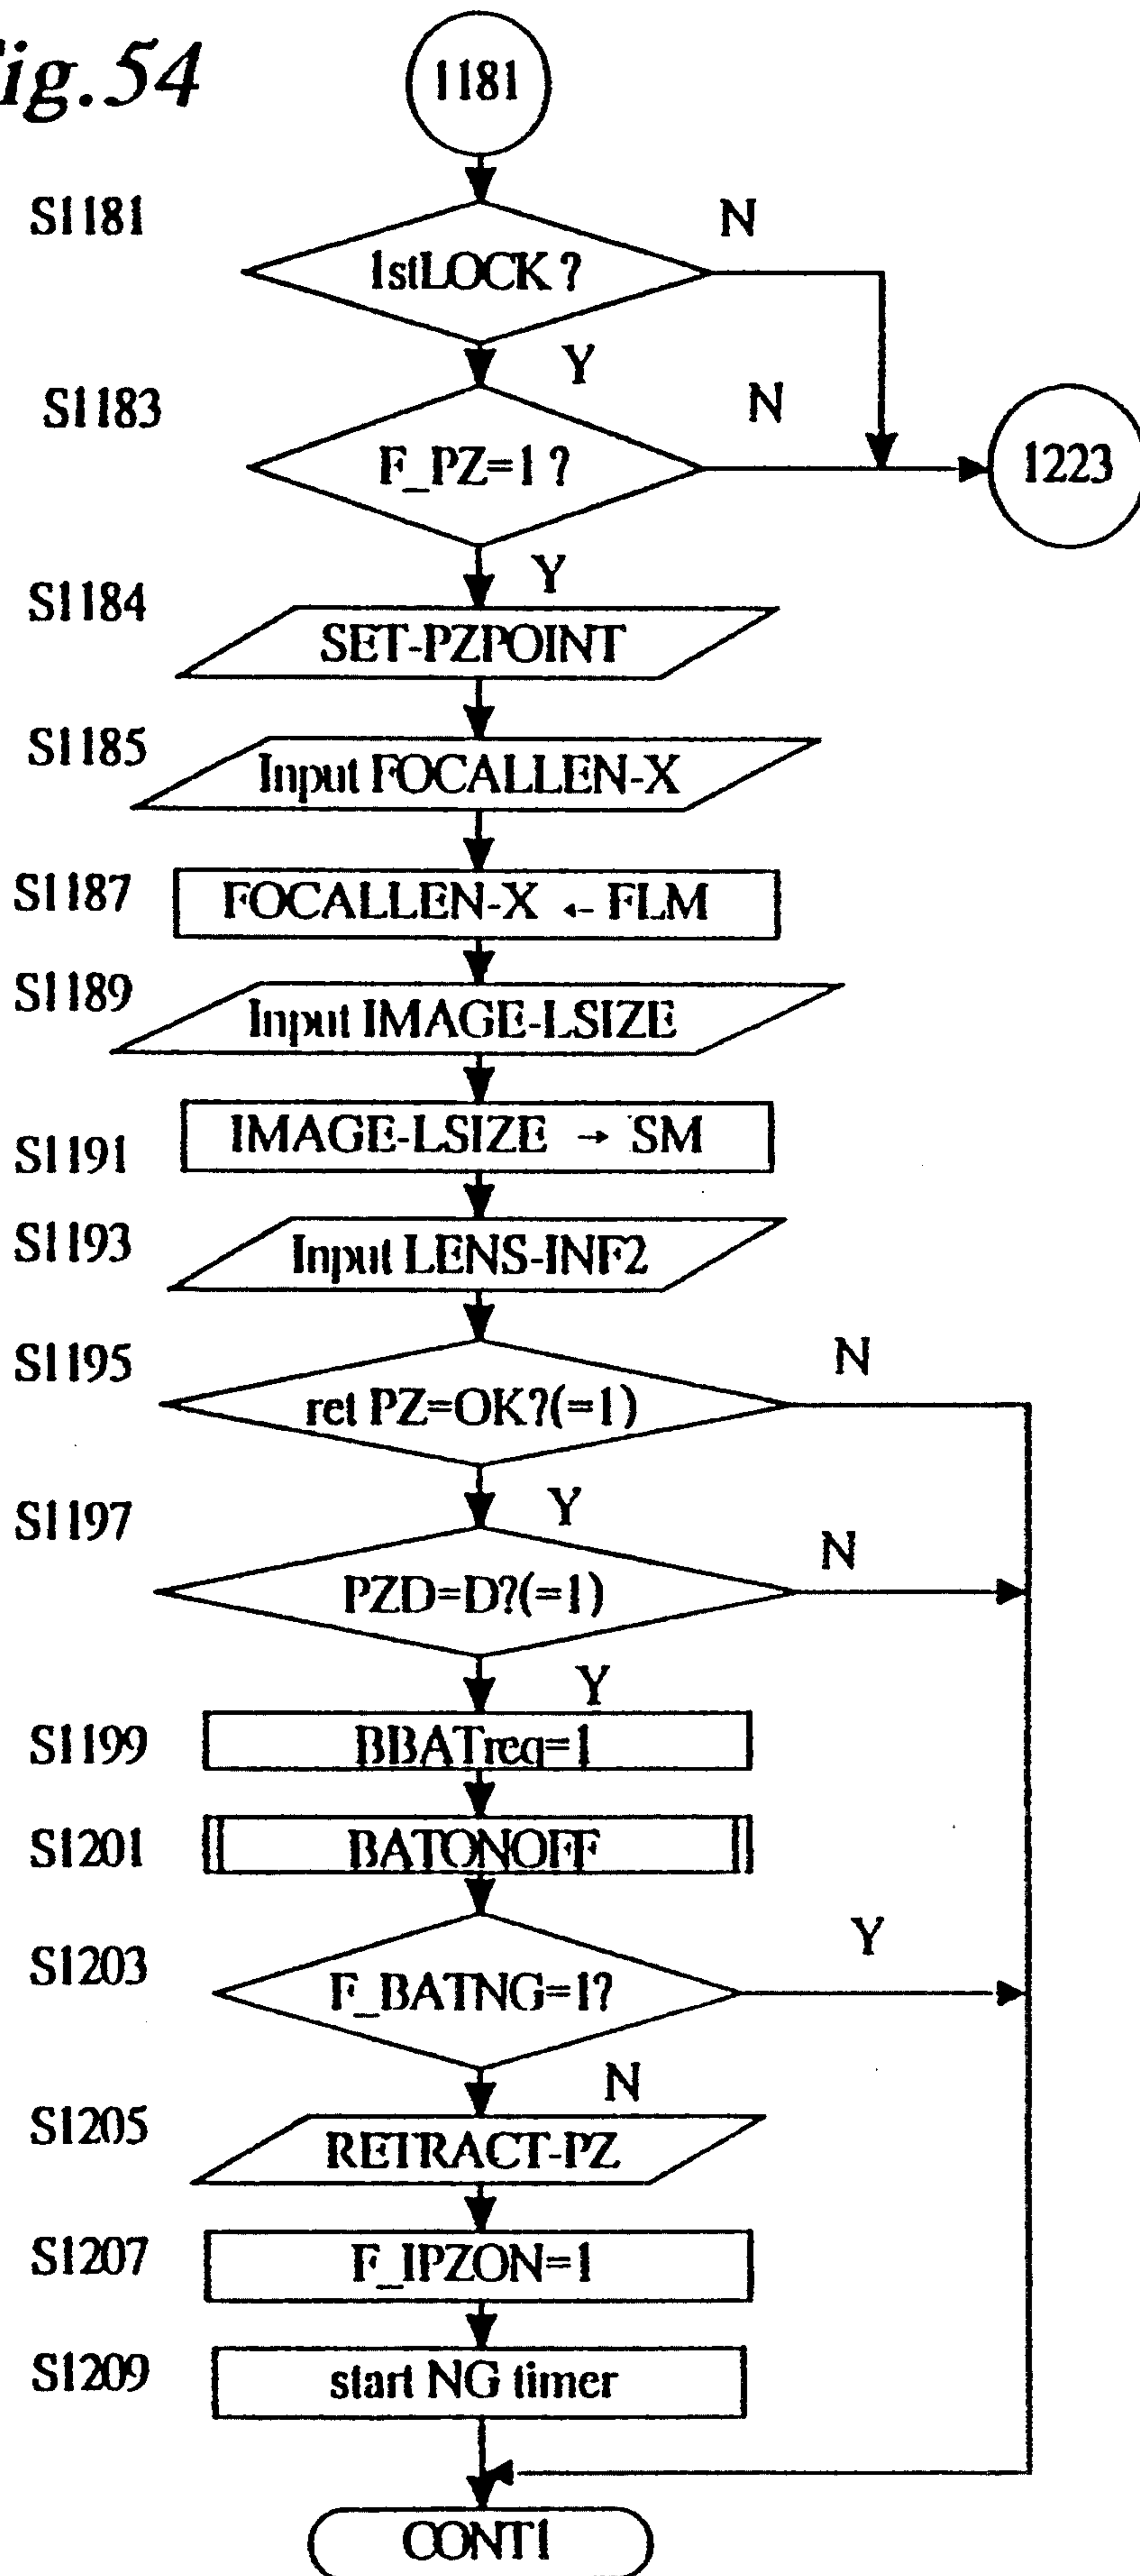 ig.54
1181
S1181
1stLOCK ?
N
Y
S1183
F_PZ=1 ?
N
1223
Y
S1184
SET-PZPOINT
S1185
Input FOCALLEN-X
S1187
FOCALLEN-X ← FLM
S1189
Input IMAGE-LSIZE
S1191
IMAGE-LSIZE → SM
S1193
Input LENS-INF2
S1195
ret PZ=OK?(=1)
N
Y
S1197
PZD=D?(=1)
N
Y
S1199
BBATreq=1
S1201
BATONOFF
S1203
F_BATNG=1?
Y
N
S1205
RETRACT-PZ
S1207
F_IPZON=1
S1209
start NG timer
CONT1